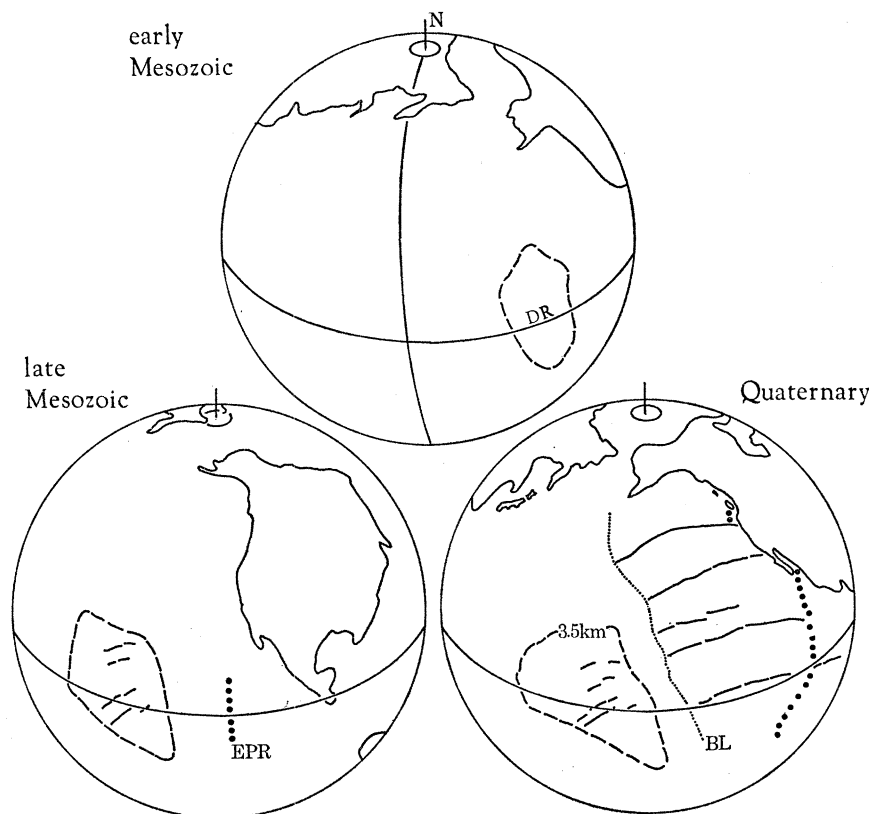 early
Mesozoic
N
DR
late
Mesozoic
EPR
Quaternary
3.5km
BL